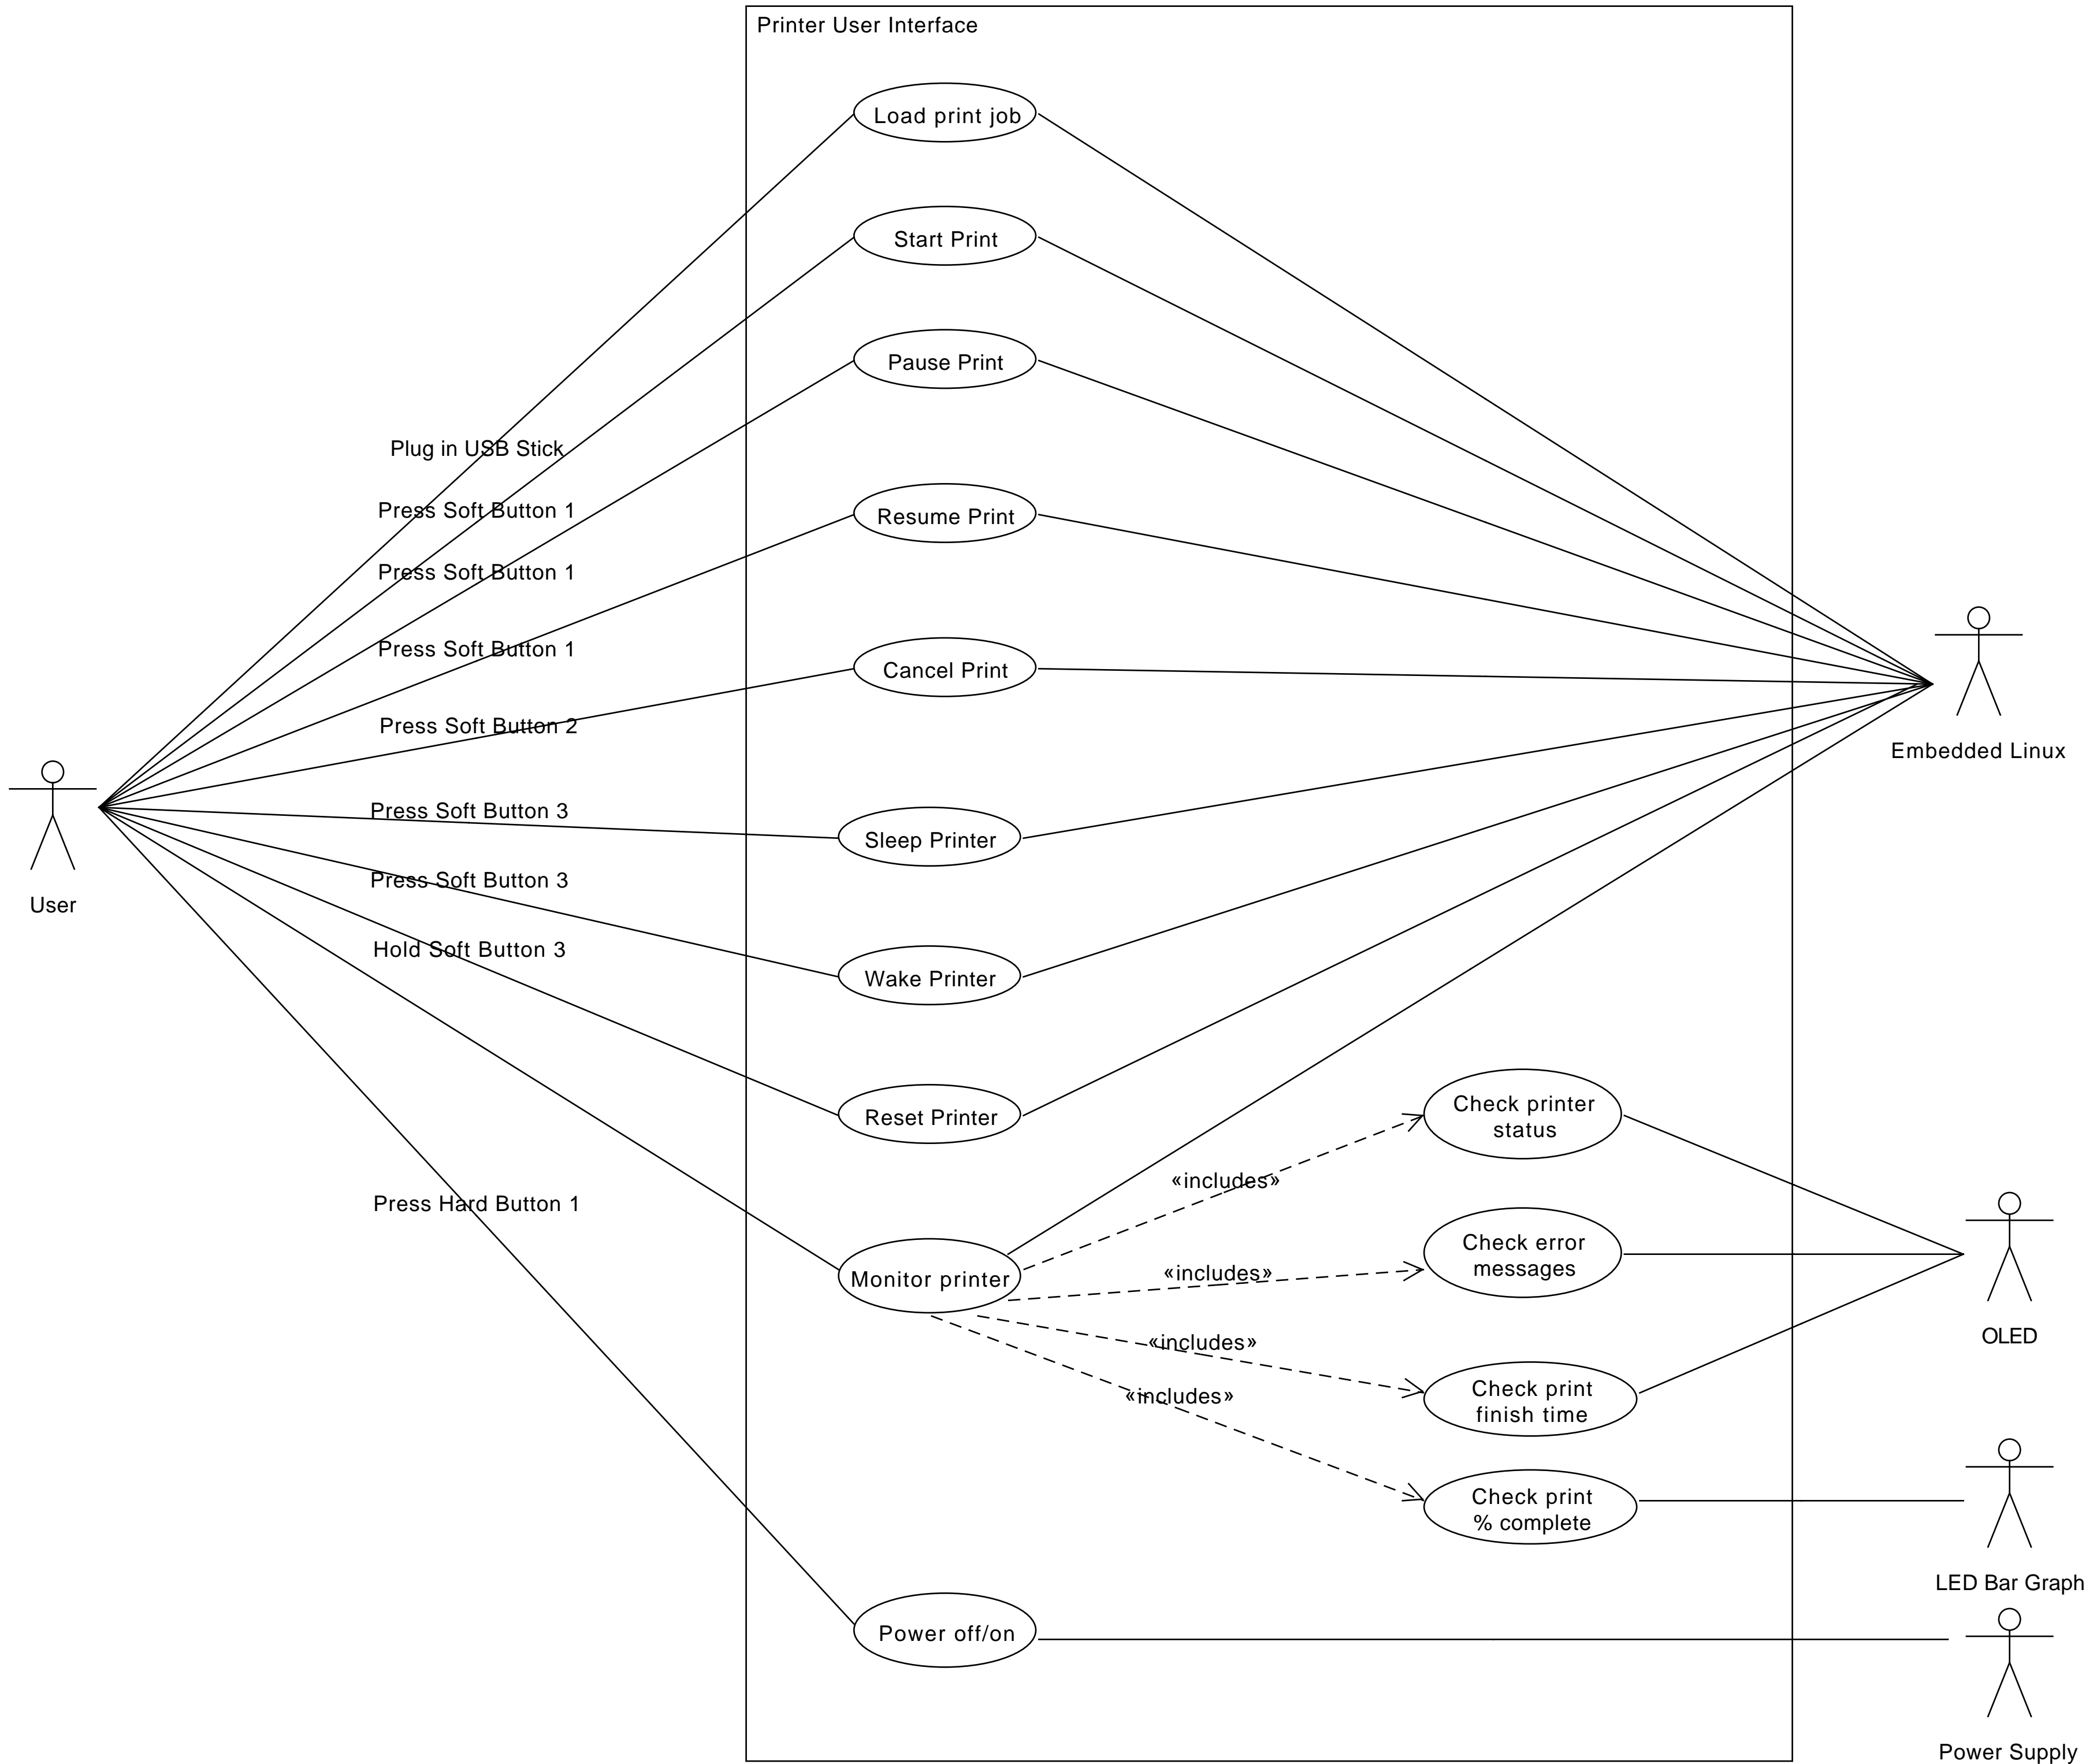 Printer User Interface
Load print job
Start Print
Pause Print
Plug in USB Stick
Press Soft Button 1
Resume Print
Press Soft Button 1
Press Soft Button 1
Cancel Print
Press Soft Button 2
Embedded Linux
Press Soft Button 3
Sleep Printer
Press Soft Button 3
User
Hold Soft Button 3
Wake Printer
Reset Printer
Check printer
status
«includes»
Press Hard Button 1
Check error
messages
«includes»
Monitor printer
OLED
«includes»
Check print
finish time
«includes»
Check print
% complete
LED Bar Graph
Power off/on
Power Supply